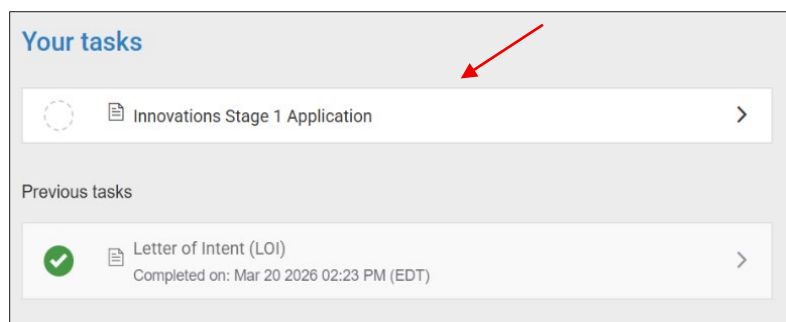 Your tasks
Innovations Stage 1 Application
Previous tasks
Letter of Intent (LOI)
Completed on: Mar 20 2026 02:23 PM (EDT)